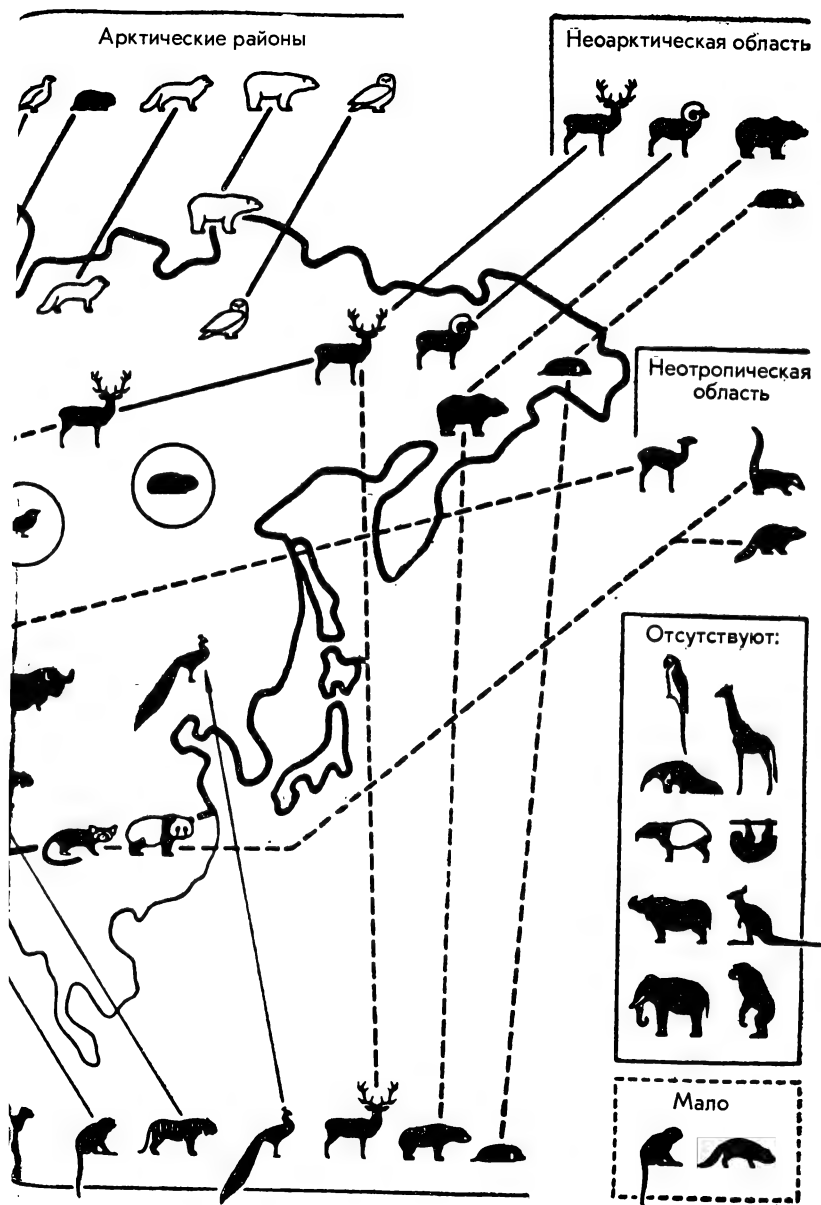 Арктические районы
Неоарктическая область
Неотропическая
область
Отсутствуют:
Мало